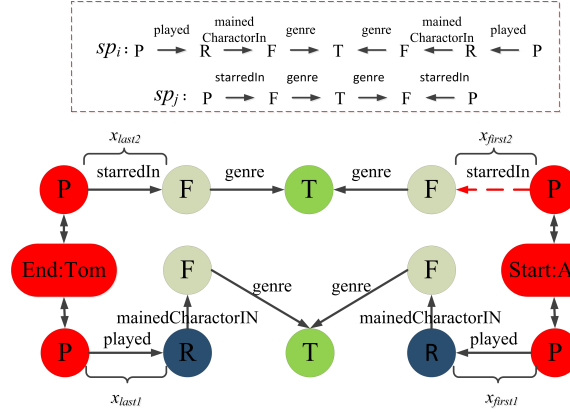 played mained CharactorIn genre genre mained CharactorIn played
sp_i: P R F T F R P
starredIn genre genre starredIn
sp_j: P F T F P
x_last2 x_first2
starredIn starredIn
P F genre T genre F P
End:Tom F F Start:A
genre genre
mainedCharactorIN mainedCharactorIN
played played
P R T R P
x_last1 x_first1